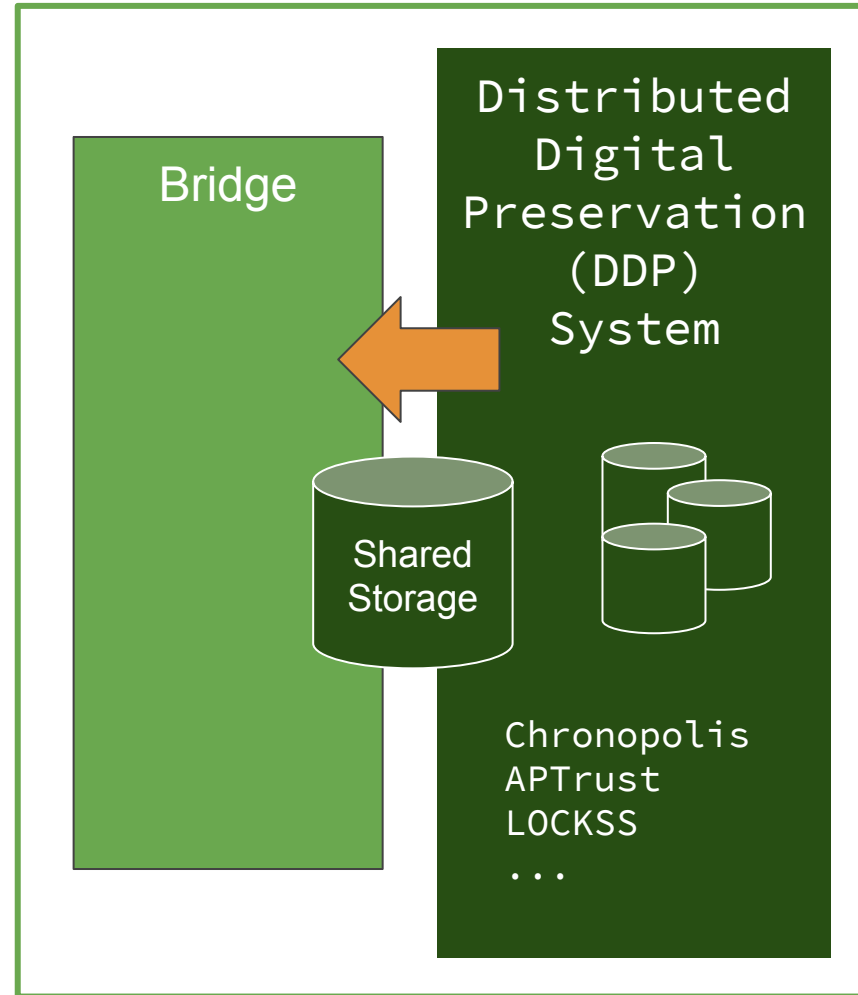 Bridge
Distributed
Digital
Preservation
(DDP)
System
Shared
Storage
Chronopolis
APTrust
LOCKSS
...